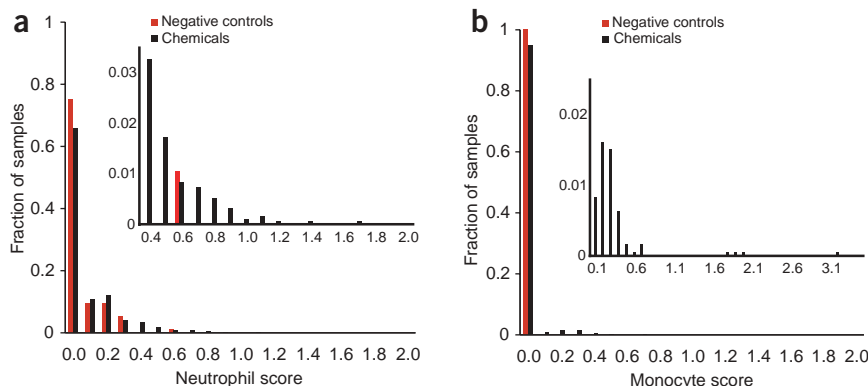 a
Negative controls
Chemicals
Fraction of samples
1
0.8
0.6
0.4
0.2
0
0.0 0.2 0.4 0.6 0.8 1.0 1.2 1.4 1.6 1.8 2.0
Neutrophil score
0.03
0.02
0.01
0
0.4 0.6 0.8 1.0 1.2 1.4 1.6 1.8 2.0
b
Negative controls
Chemicals
Fraction of samples
1
0.8
0.6
0.4
0.2
0
0.0 0.2 0.4 0.6 0.8 1.0 1.2 1.4 1.6 1.8 2.0
Monocyte score
0.02
0.01
0
0.1 0.6 1.1 1.6 2.1 2.6 3.1